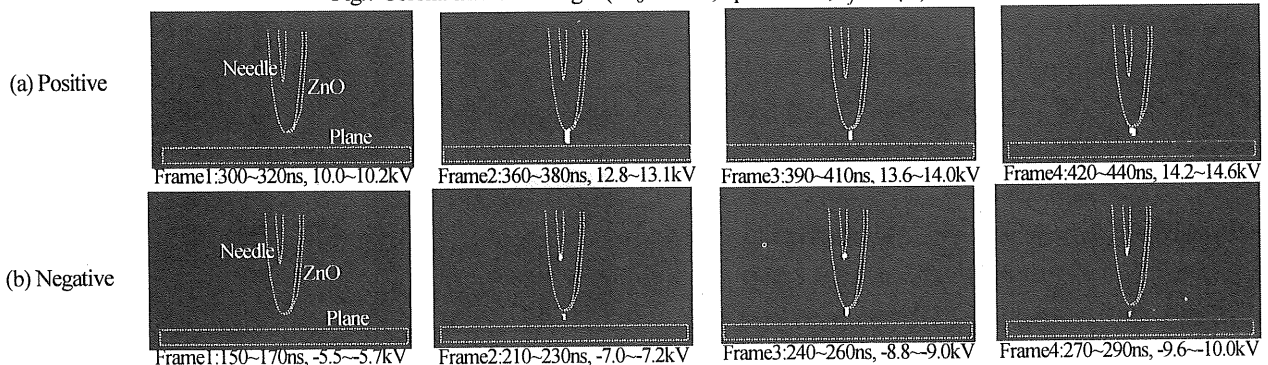 (a) Positive
Needle
ZnO
Plane
Frame1:300~320ns, 10.0~10.2kV
Frame2:360~380ns, 12.8~13.1kV
Frame3:390~410ns, 13.6~14.0kV
Frame4:420~440ns, 14.2~14.6kV
(b) Negative
Needle
ZnO
Plane
Frame1:150~170ns, -5.5~-5.7kV
Frame2:210~230ns, -7.0~-7.2kV
Frame3:240~260ns, -8.8~-9.0kV
Frame4:270~290ns, -9.6~-10.0kV